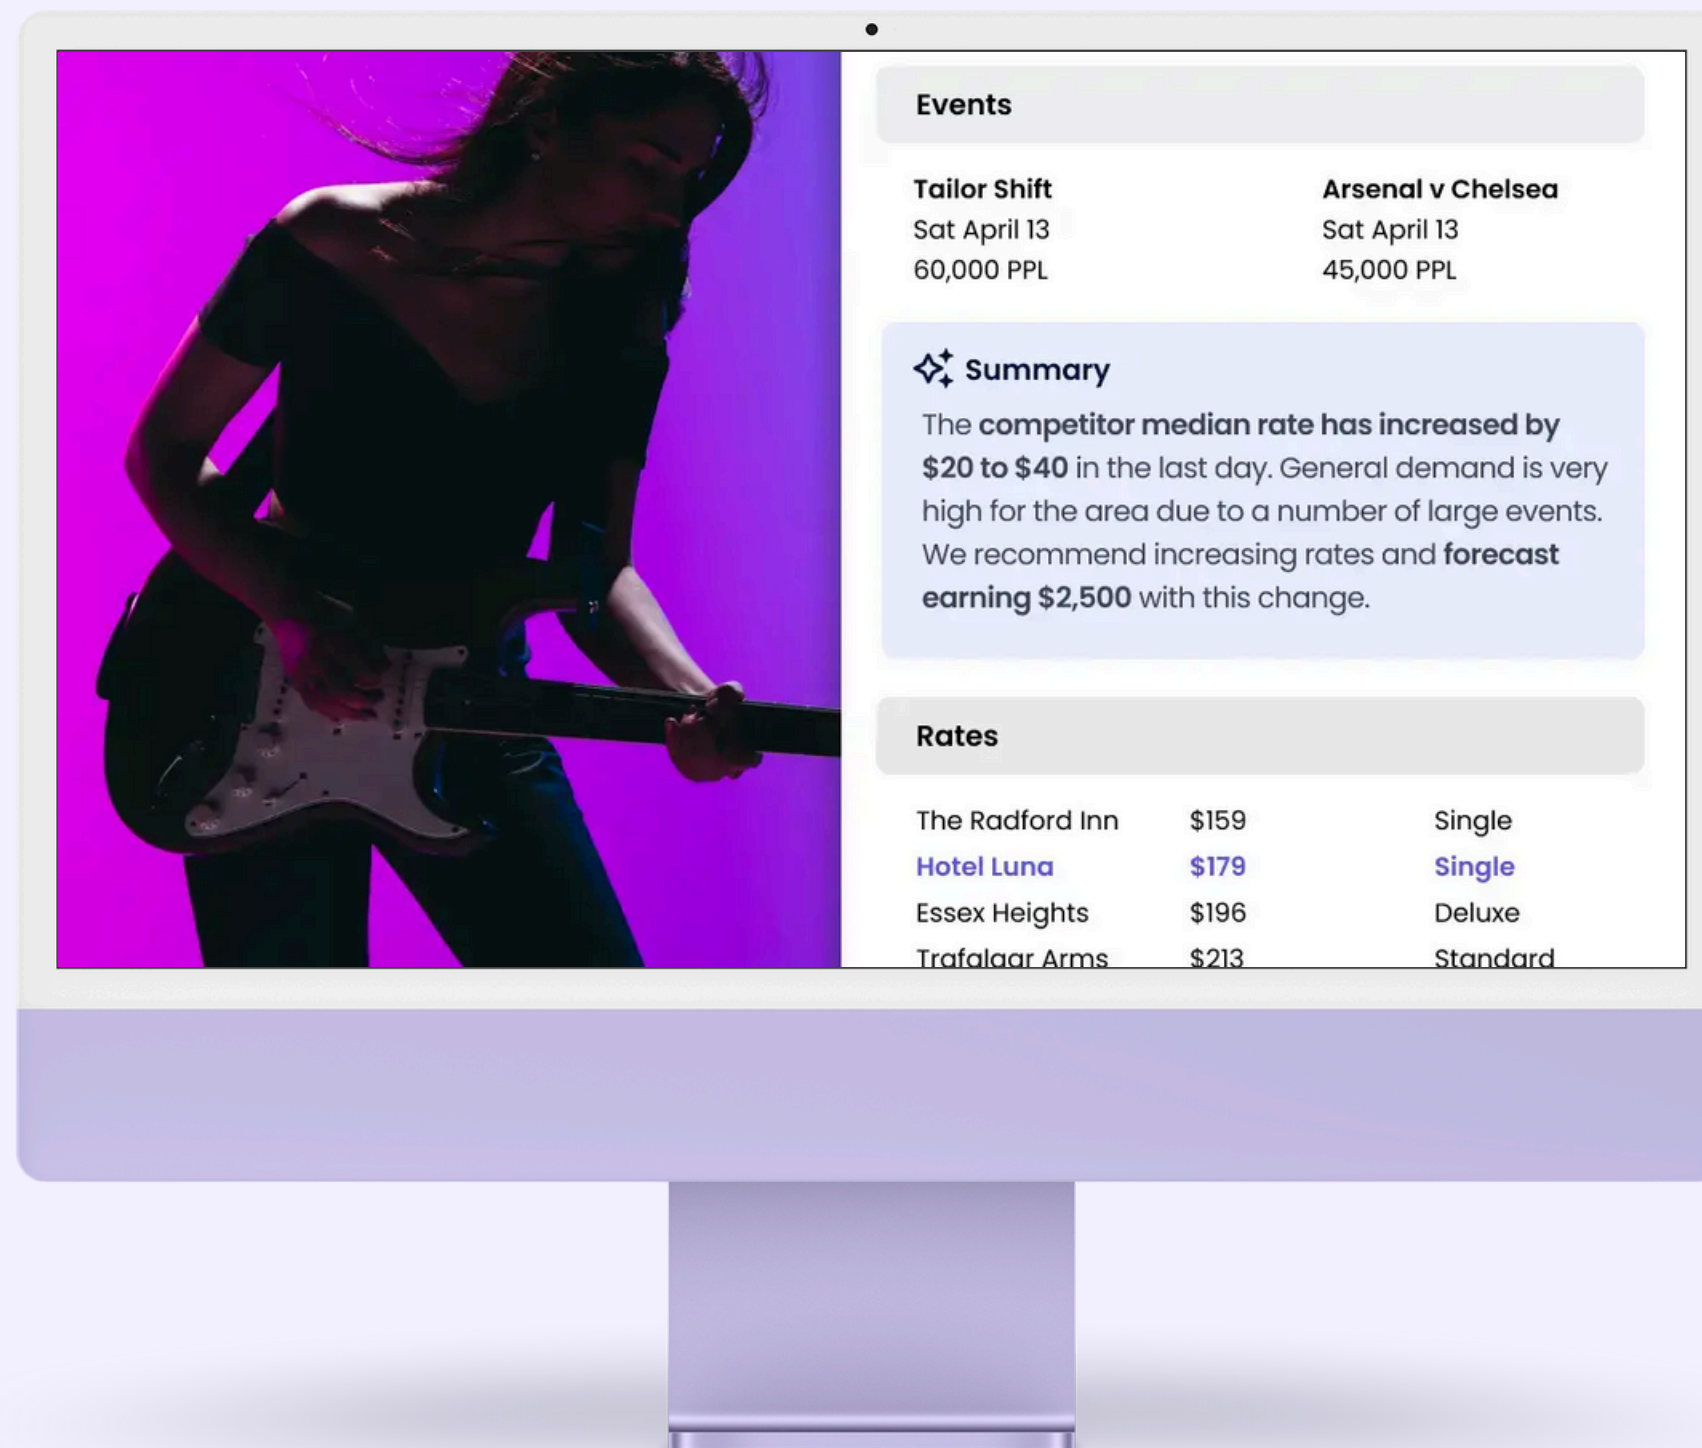 Events
Tailor Shift
Sat April 13
60,000 PPL
Arsenal v Chelsea
Sat April 13
45,000 PPL
Summary
The competitor median rate has increased by
$20 to $40 in the last day. General demand is very
high for the area due to a number of large events.
We recommend increasing rates and forecast
earning $2,500 with this change.
Rates
The Radford Inn $159 Single
Hotel Luna $179 Single
Essex Heights $196 Deluxe
Trafalgar Arms $213 Standard